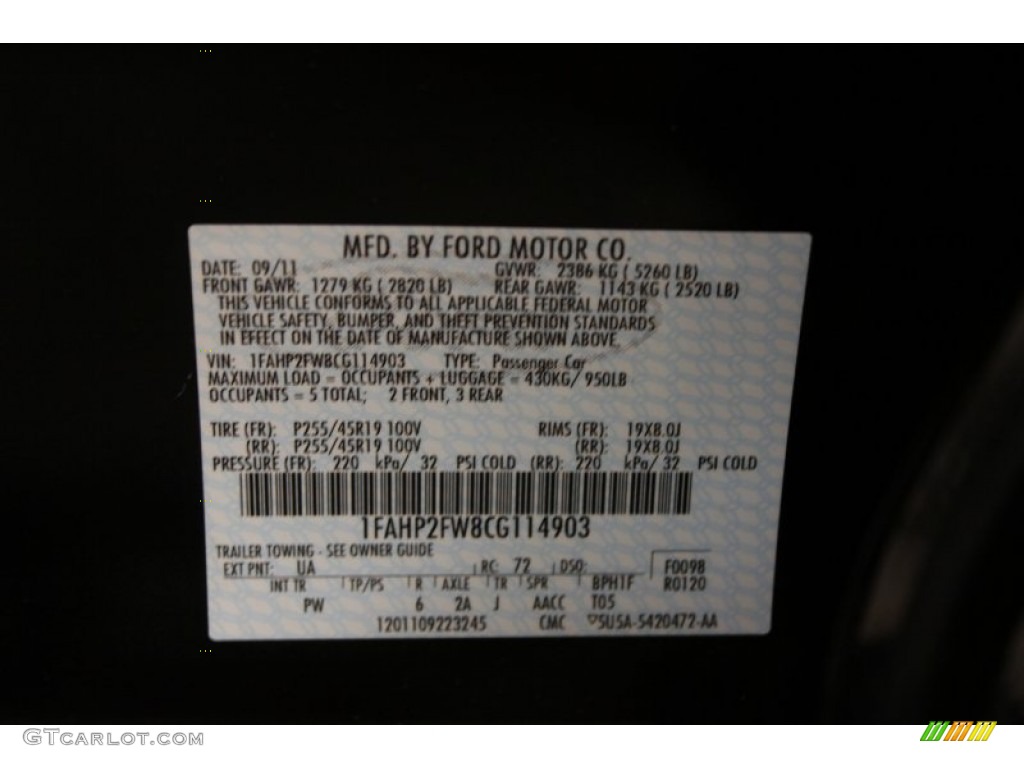 MFD. BY FORD MOTOR CO.
DATE: 09/11 GVWR: 2386 KG ( 5260 LB)
FRONT GAWR: 1279 KG ( 2820 LB) REAR GAWR: 1143 KG ( 2520 LB)
THIS VEHICLE CONFORMS TO ALL APPLICABLE FEDERAL MOTOR
VEHICLE SAFETY, BUMPER, AND THEFT PREVENTION STANDARDS
IN EFFECT ON THE DATE OF MANUFACTURE SHOWN ABOVE.
VIN: 1FAHP2FW8CG114903 TYPE: Passenger Car
MAXIMUM LOAD = OCCUPANTS + LUGGAGE = 430KG/ 950LB
OCCUPANTS = 5 TOTAL; 2 FRONT, 3 REAR
TIRE (FR): P255/45R19 100V RIMS (FR): 19X8.0J
(RR): P255/45R19 100V (RR): 19X8.0J
PRESSURE (FR): 220 kPa/ 32 PSI COLD (RR): 220 kPa/ 32 PSI COLD
1FAHP2FW8CG114903
TRAILER TOWING - SEE OWNER GUIDE
EXT PNT: UA RC: 72 DSO: F0098
INT TR TP/PS R AXLE TR SPR BPH1F R0120
PW 6 2A J AACC T05
1201109223245 CMC SU5A-5420472-AA
GTCARLOT.COM